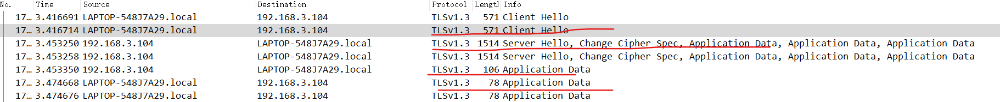 No. Time Source Destination Protocol Length Info
17… 3.416691 LAPTOP-548J7A29.local 192.168.3.104 TLSv1.3 571 Client Hello
17… 3.416714 LAPTOP-548J7A29.local 192.168.3.104 TLSv1.3 571 Client Hello
17… 3.453250 192.168.3.104 LAPTOP-548J7A29.local TLSv1.3 1514 Server Hello, Change Cipher Spec, Application Data, Application Data, Application Data
17… 3.453258 192.168.3.104 LAPTOP-548J7A29.local TLSv1.3 1514 Server Hello, Change Cipher Spec, Application Data, Application Data, Application Data
17… 3.453350 192.168.3.104 LAPTOP-548J7A29.local TLSv1.3 106 Application Data
17… 3.474668 LAPTOP-548J7A29.local 192.168.3.104 TLSv1.3 78 Application Data
17… 3.474676 LAPTOP-548J7A29.local 192.168.3.104 TLSv1.3 78 Application Data